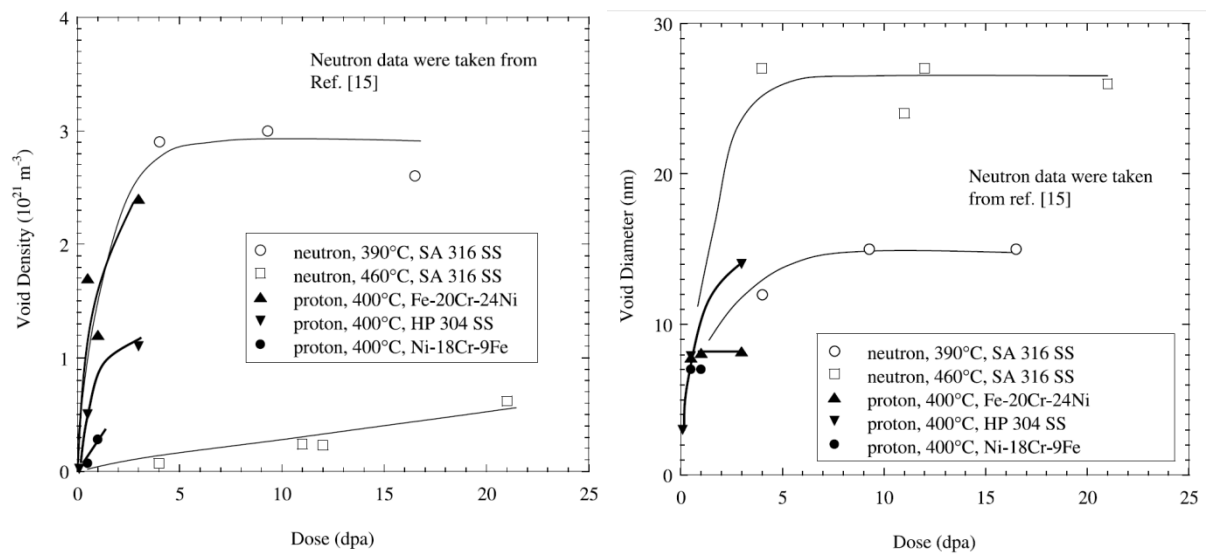 4
3
2
1
0
0
5
10
15
20
25
Void Density (10²¹ m⁻³)
Dose (dpa)
Neutron data were taken from
Ref. [15]
neutron, 390°C, SA 316 SS
neutron, 460°C, SA 316 SS
proton, 400°C, Fe-20Cr-24Ni
proton, 400°C, HP 304 SS
proton, 400°C, Ni-18Cr-9Fe
30
20
10
0
0
5
10
15
20
25
Void Diameter (nm)
Dose (dpa)
Neutron data were taken
from ref. [15]
neutron, 390°C, SA 316 SS
neutron, 460°C, SA 316 SS
proton, 400°C, Fe-20Cr-24Ni
proton, 400°C, HP 304 SS
proton, 400°C, Ni-18Cr-9Fe